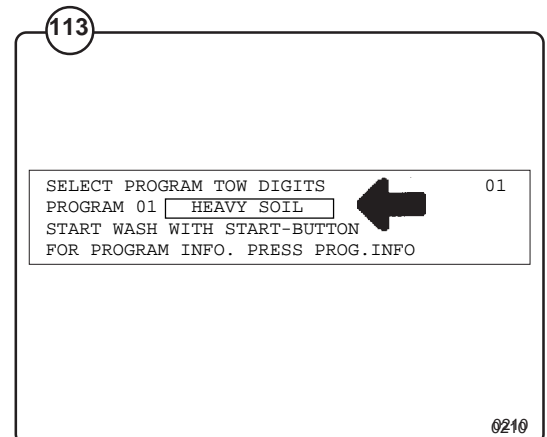 113
SELECT PROGRAM TOW DIGITS 01
PROGRAM 01 HEAVY SOIL
START WASH WITH START-BUTTON
FOR PROGRAM INFO. PRESS PROG.INFO
0210